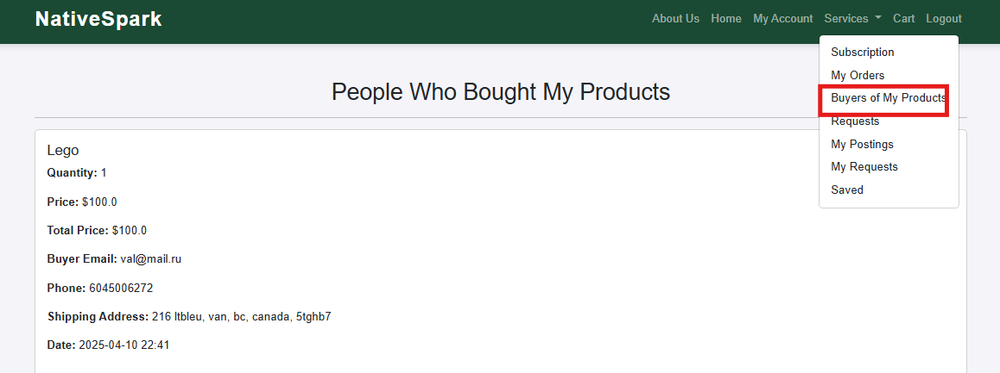 NativeSpark
About Us Home My Account Services Cart Logout
Subscription
My Orders
Buyers of My Products
Requests
My Postings
My Requests
Saved
People Who Bought My Products
Lego
Quantity: 1
Price: $100.0
Total Price: $100.0
Buyer Email: val@mail.ru
Phone: 6045006272
Shipping Address: 216 ltbleu, van, bc, canada, 5tghb7
Date: 2025-04-10 22:41